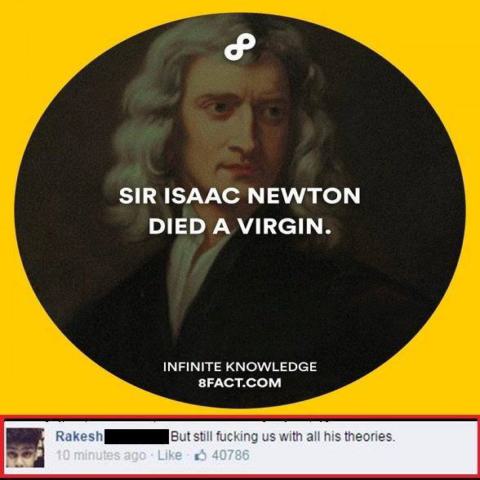 SIR ISAAC NEWTON
DIED A VIRGIN.
INFINITE KNOWLEDGE
8FACT.COM
Rakesh But still fucking us with all his theories.
10 minutes ago · Like · 40786